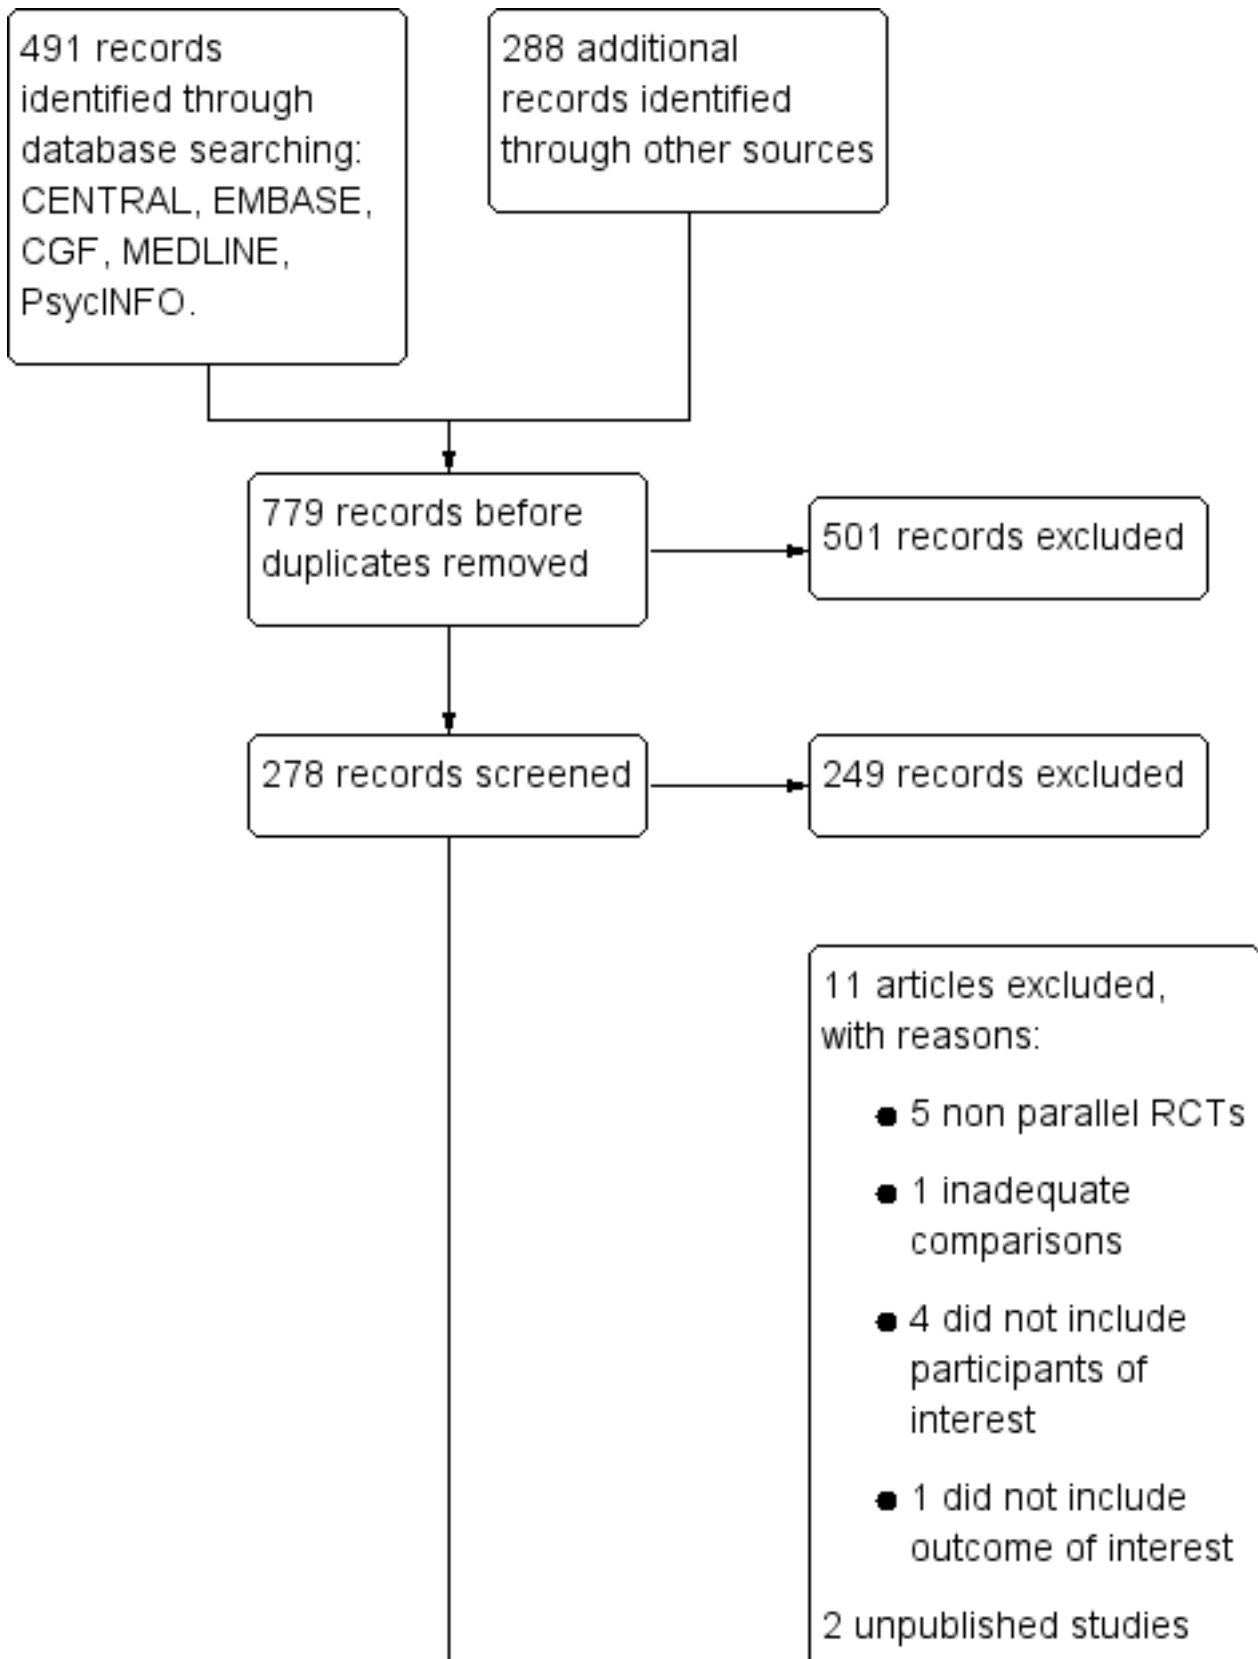 491 records
identified through
database searching:
CENTRAL, EMBASE,
CGF, MEDLINE,
PsycINFO.
288 additional
records identified
through other sources
779 records before
duplicates removed
501 records excluded
278 records screened
249 records excluded
11 articles excluded,
with reasons:
● 5 non parallel RCTs
● 1 inadequate
comparisons
● 4 did not include
participants of
interest
● 1 did not include
outcome of interest
2 unpublished studies